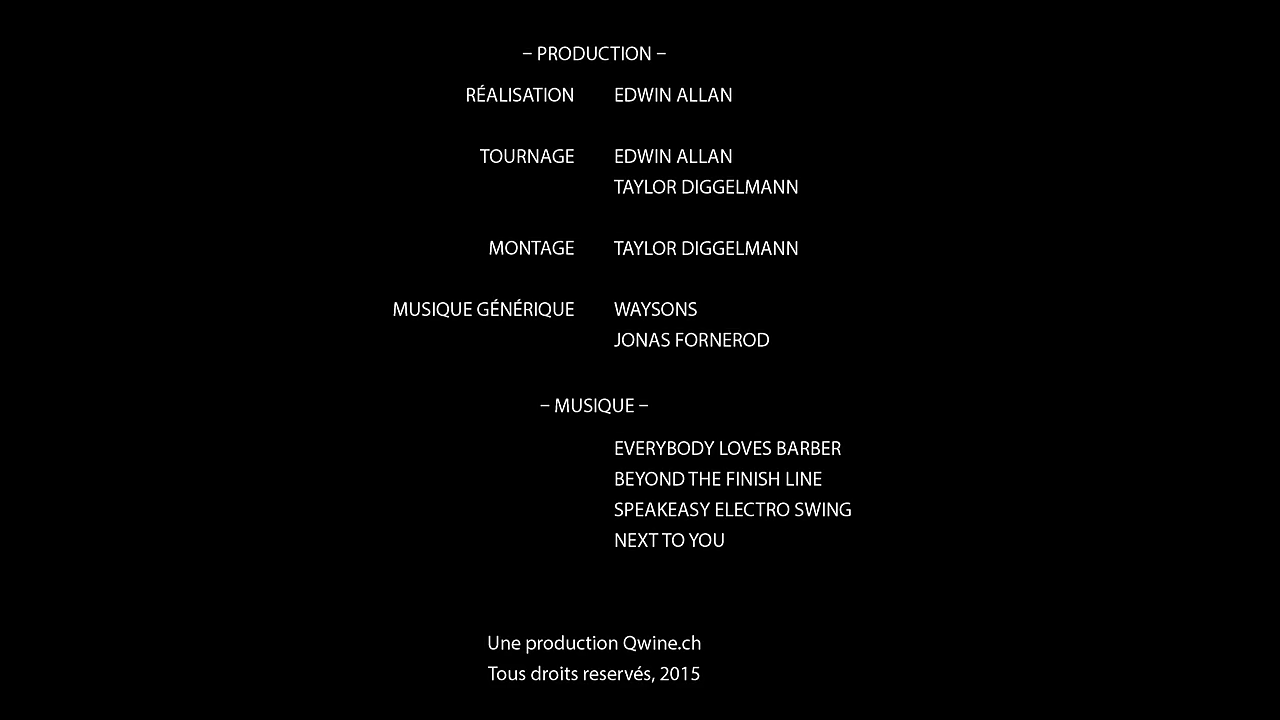 – PRODUCTION –
RÉALISATION EDWIN ALLAN
TOURNAGE EDWIN ALLAN
TAYLOR DIGGELMANN
MONTAGE TAYLOR DIGGELMANN
MUSIQUE GÉNÉRIQUE WAYSONS
JONAS FORNEROD
– MUSIQUE –
EVERYBODY LOVES BARBER
BEYOND THE FINISH LINE
SPEAKEASY ELECTRO SWING
NEXT TO YOU
Une production Qwine.ch
Tous droits reservés, 2015